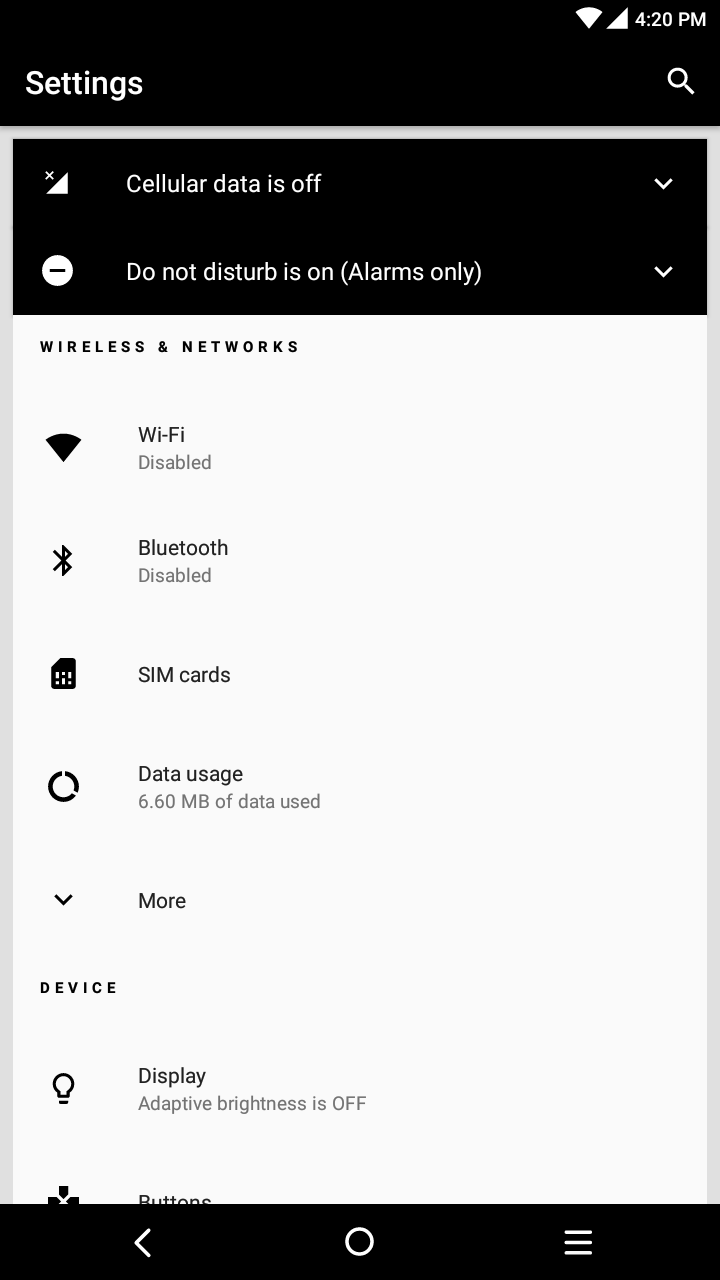 4:20 PM
Settings
Cellular data is off
Do not disturb is on (Alarms only)
WIRELESS & NETWORKS
Wi-Fi
Disabled
Bluetooth
Disabled
SIM cards
Data usage
6.60 MB of data used
More
DEVICE
Display
Adaptive brightness is OFF
Buttons